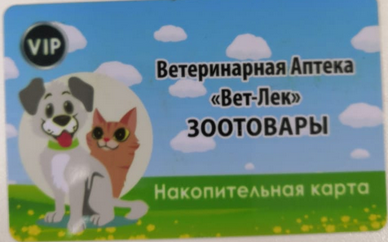 VIP
Ветеринарная Аптека
«Вет-Лек»
ЗООТОВАРЫ
Накопительная карта